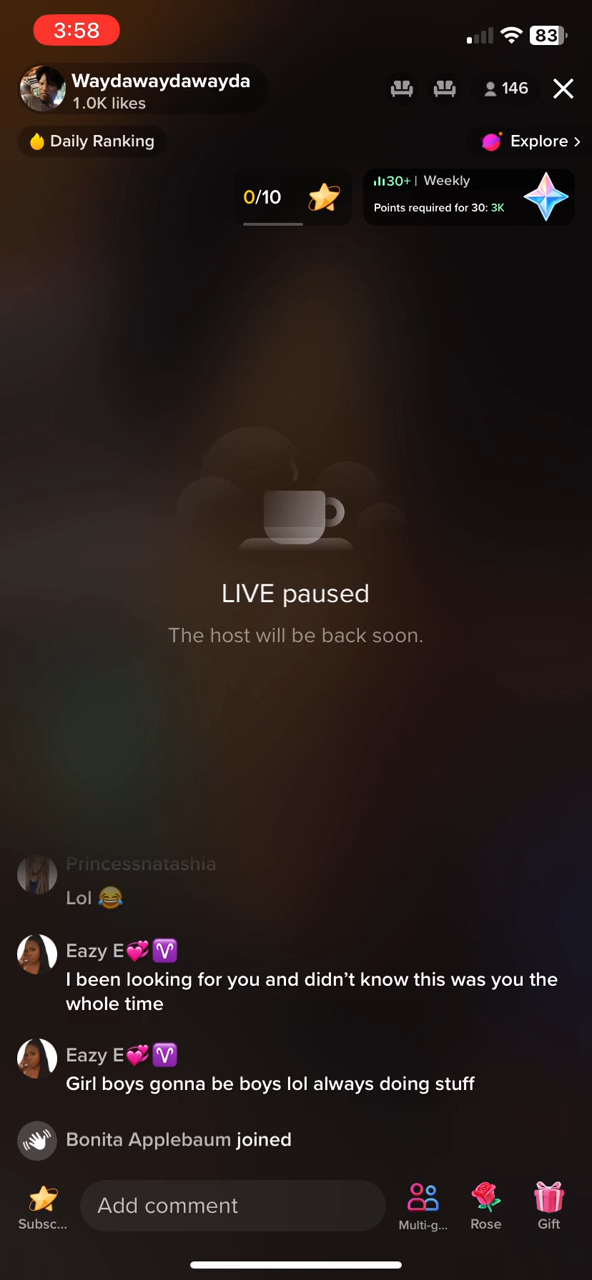 3:58
83
Waydawaydawayda
1.0K likes
146
Daily Ranking
Explore >
0/10
30+ | Weekly
Points required for 30: 3K
LIVE paused
The host will be back soon.
Princessnatashia
Lol 😂
Eazy E💞♈
I been looking for you and didn’t know this was you the
whole time
Eazy E💞♈
Girl boys gonna be boys lol always doing stuff
Bonita Applebaum joined
Add comment
Subsc...
Multi-g...
Rose
Gift